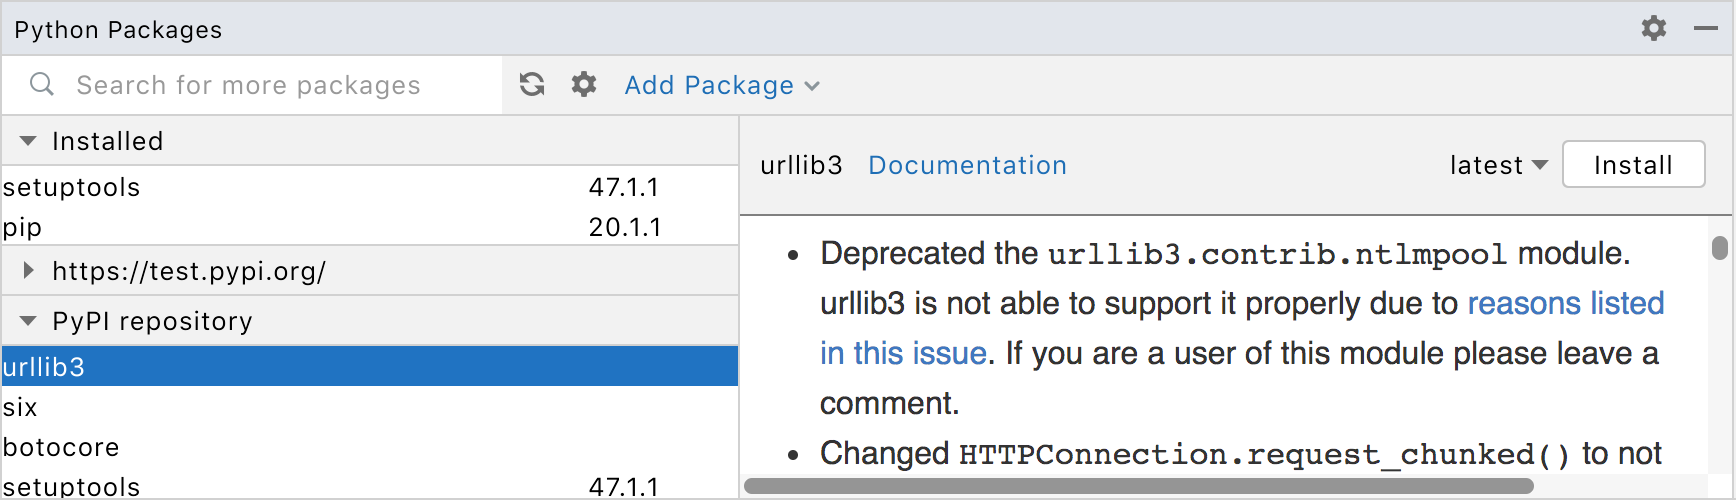 Python Packages
Search for more packages
Add Package
Installed
setuptools 47.1.1
pip 20.1.1
https://test.pypi.org/
PyPI repository
urllib3
six
botocore
setuptools 47.1.1
urllib3 Documentation latest Install
• Deprecated the urllib3.contrib.ntlmpool module.
urllib3 is not able to support it properly due to reasons listed
in this issue. If you are a user of this module please leave a
comment.
• Changed HTTPConnection.request_chunked() to not